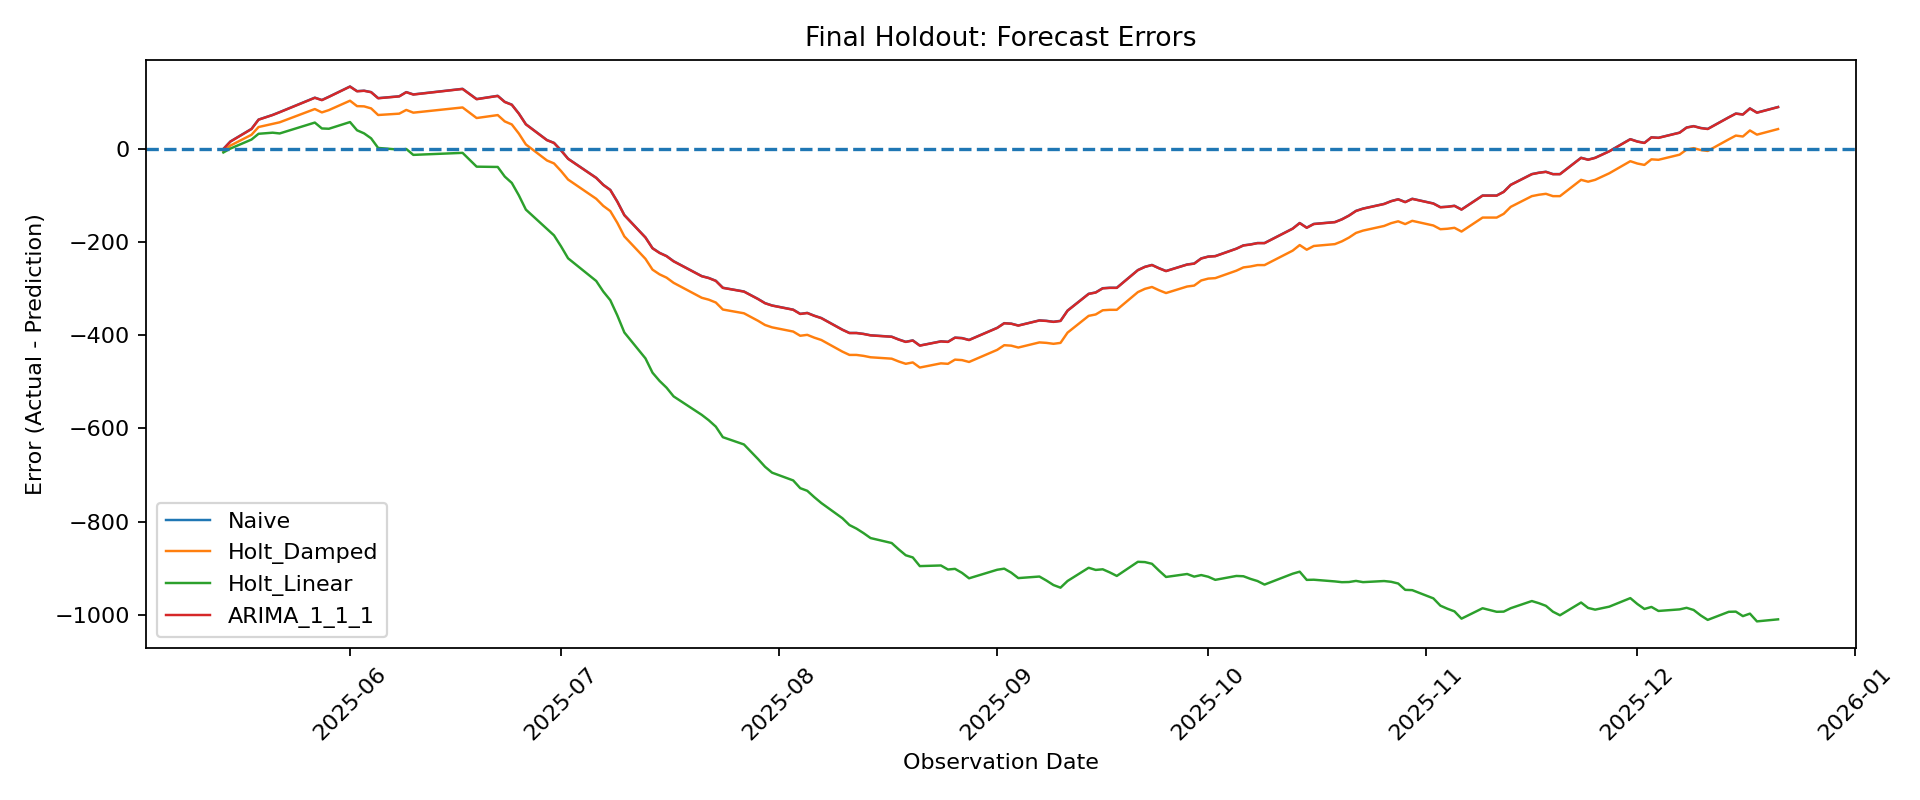 Final Holdout: Forecast Errors
Error (Actual - Prediction)
0
−200
−400
−600
−800
−1000
Naive
Holt_Damped
Holt_Linear
ARIMA_1_1_1
2025-06
2025-07
2025-08
2025-09
2025-10
2025-11
2025-12
2026-01
Observation Date